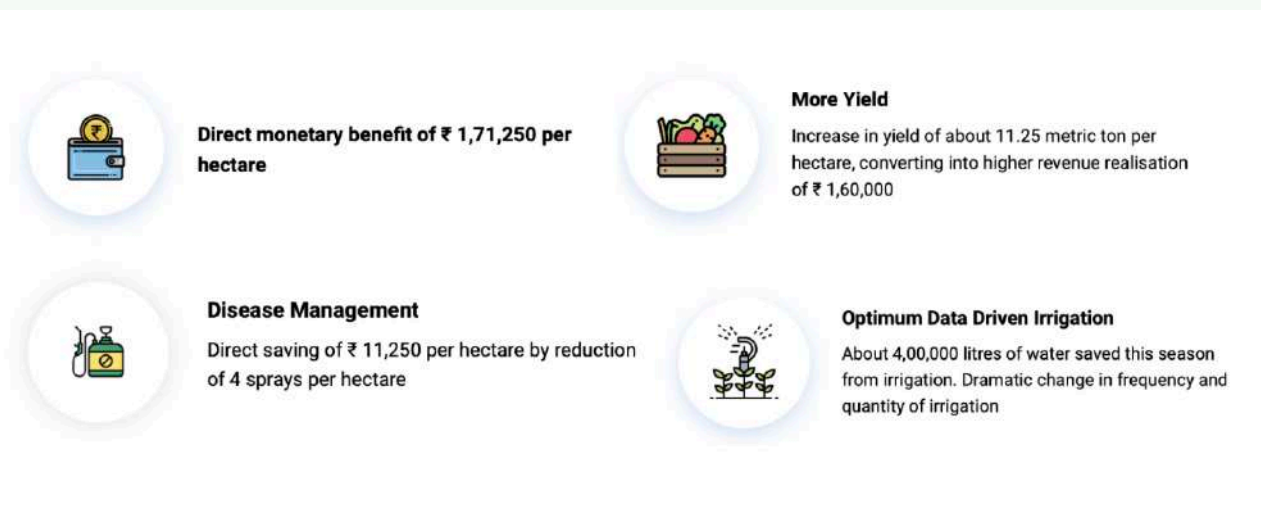 Direct monetary benefit of ₹ 1,71,250 per
hectare
More Yield
Increase in yield of about 11.25 metric ton per
hectare, converting into higher revenue realisation
of ₹ 1,60,000
Disease Management
Direct saving of ₹ 11,250 per hectare by reduction
of 4 sprays per hectare
Optimum Data Driven Irrigation
About 4,00,000 litres of water saved this season
from irrigation. Dramatic change in frequency and
quantity of irrigation